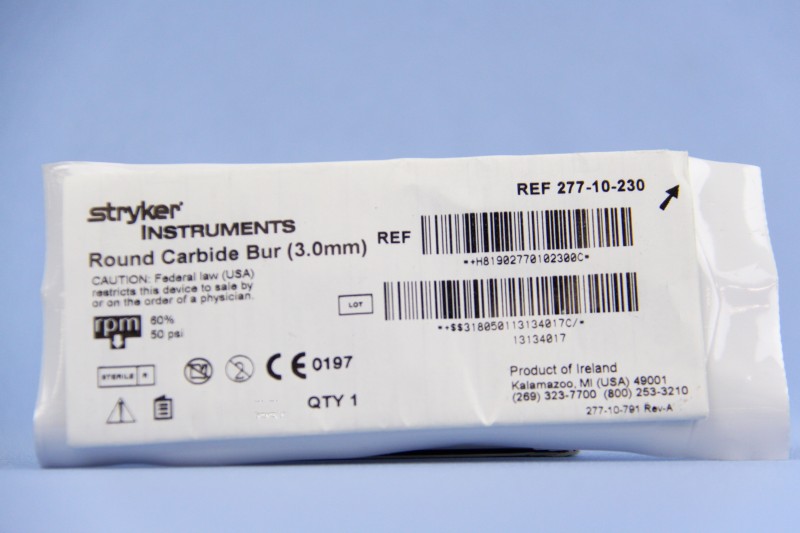 stryker®
INSTRUMENTS
REF 277-10-230
Round Carbide Bur (3.0mm)
REF
*+H81902770102300C*
CAUTION: Federal law (USA)
restricts this device to sale by
or on the order of a physician.
LOT
*+$$318050113134017C/*
13134017
rpm
60%
50 psi
STERILE R
2
CE 0197
QTY 1
Product of Ireland
Kalamazoo, MI (USA) 49001
(269) 323-7700 (800) 253-3210
277-10-791 Rev-A